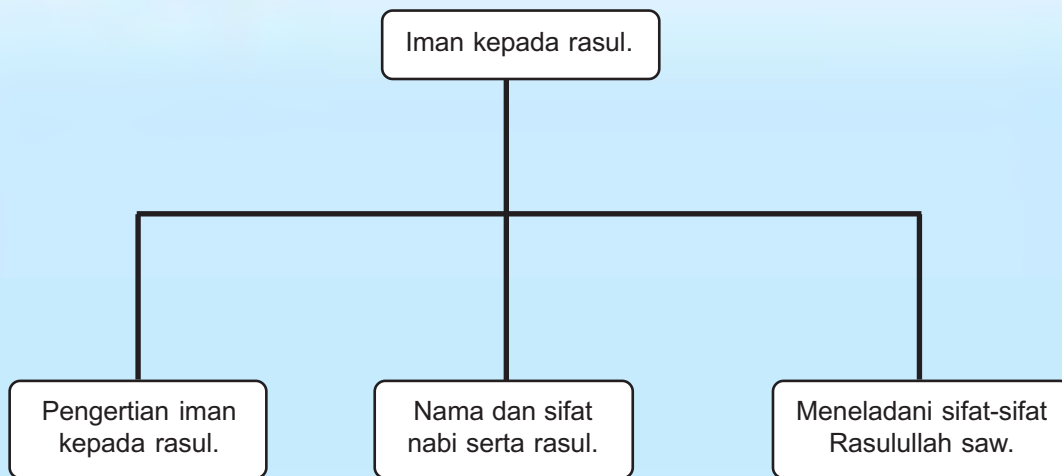 Iman kepada rasul.
Pengertian iman
kepada rasul.
Nama dan sifat
nabi serta rasul.
Meneladani sifat-sifat
Rasulullah saw.